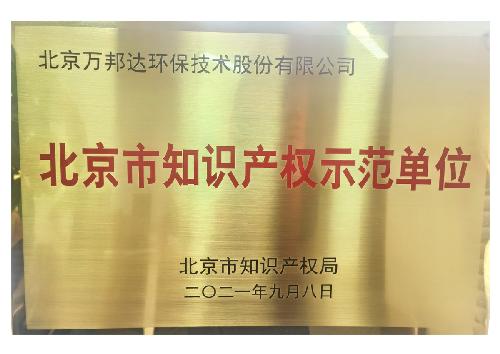 北京万邦达环保技术股份有限公司
北京市知识产权示范单位
北京市知识产权局
二〇二一年九月八日